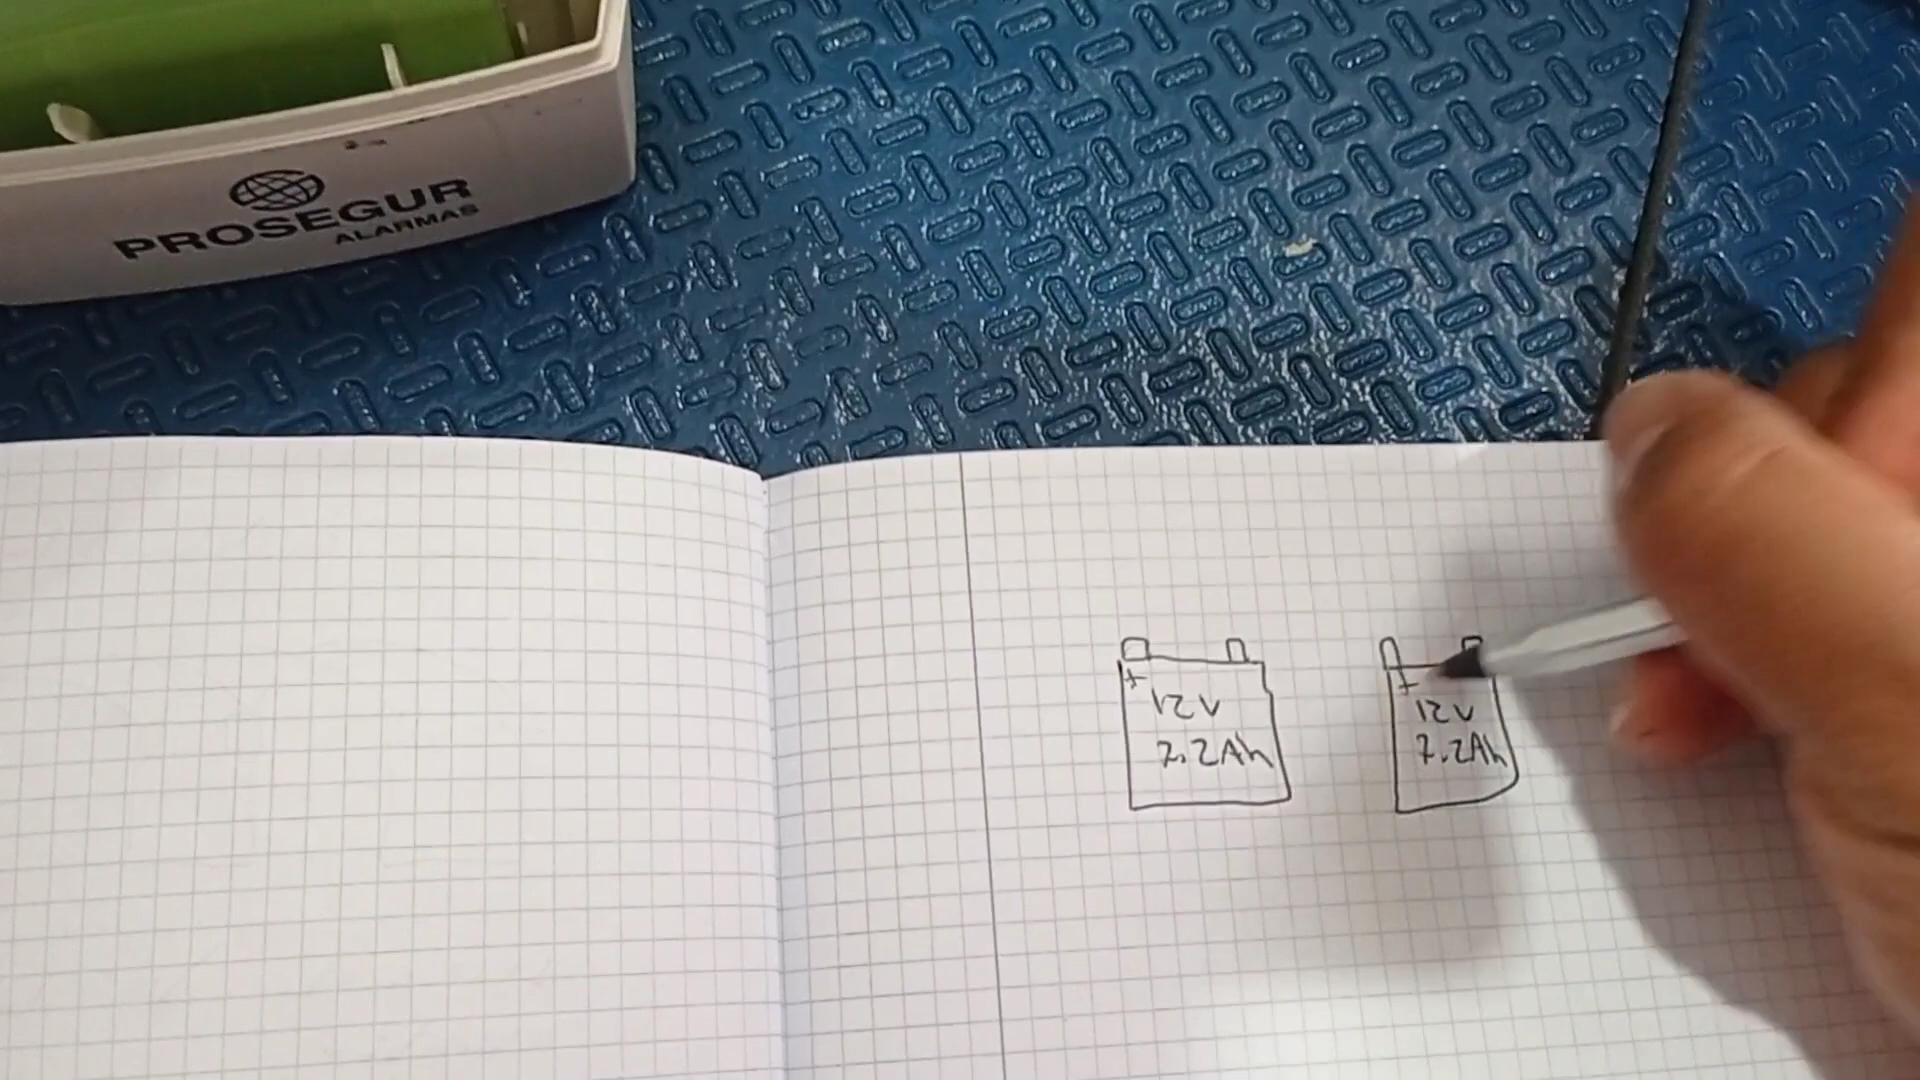 PROSEGUR
ALARMAS
+
12V
7.2Ah
+
12V
7.2Ah